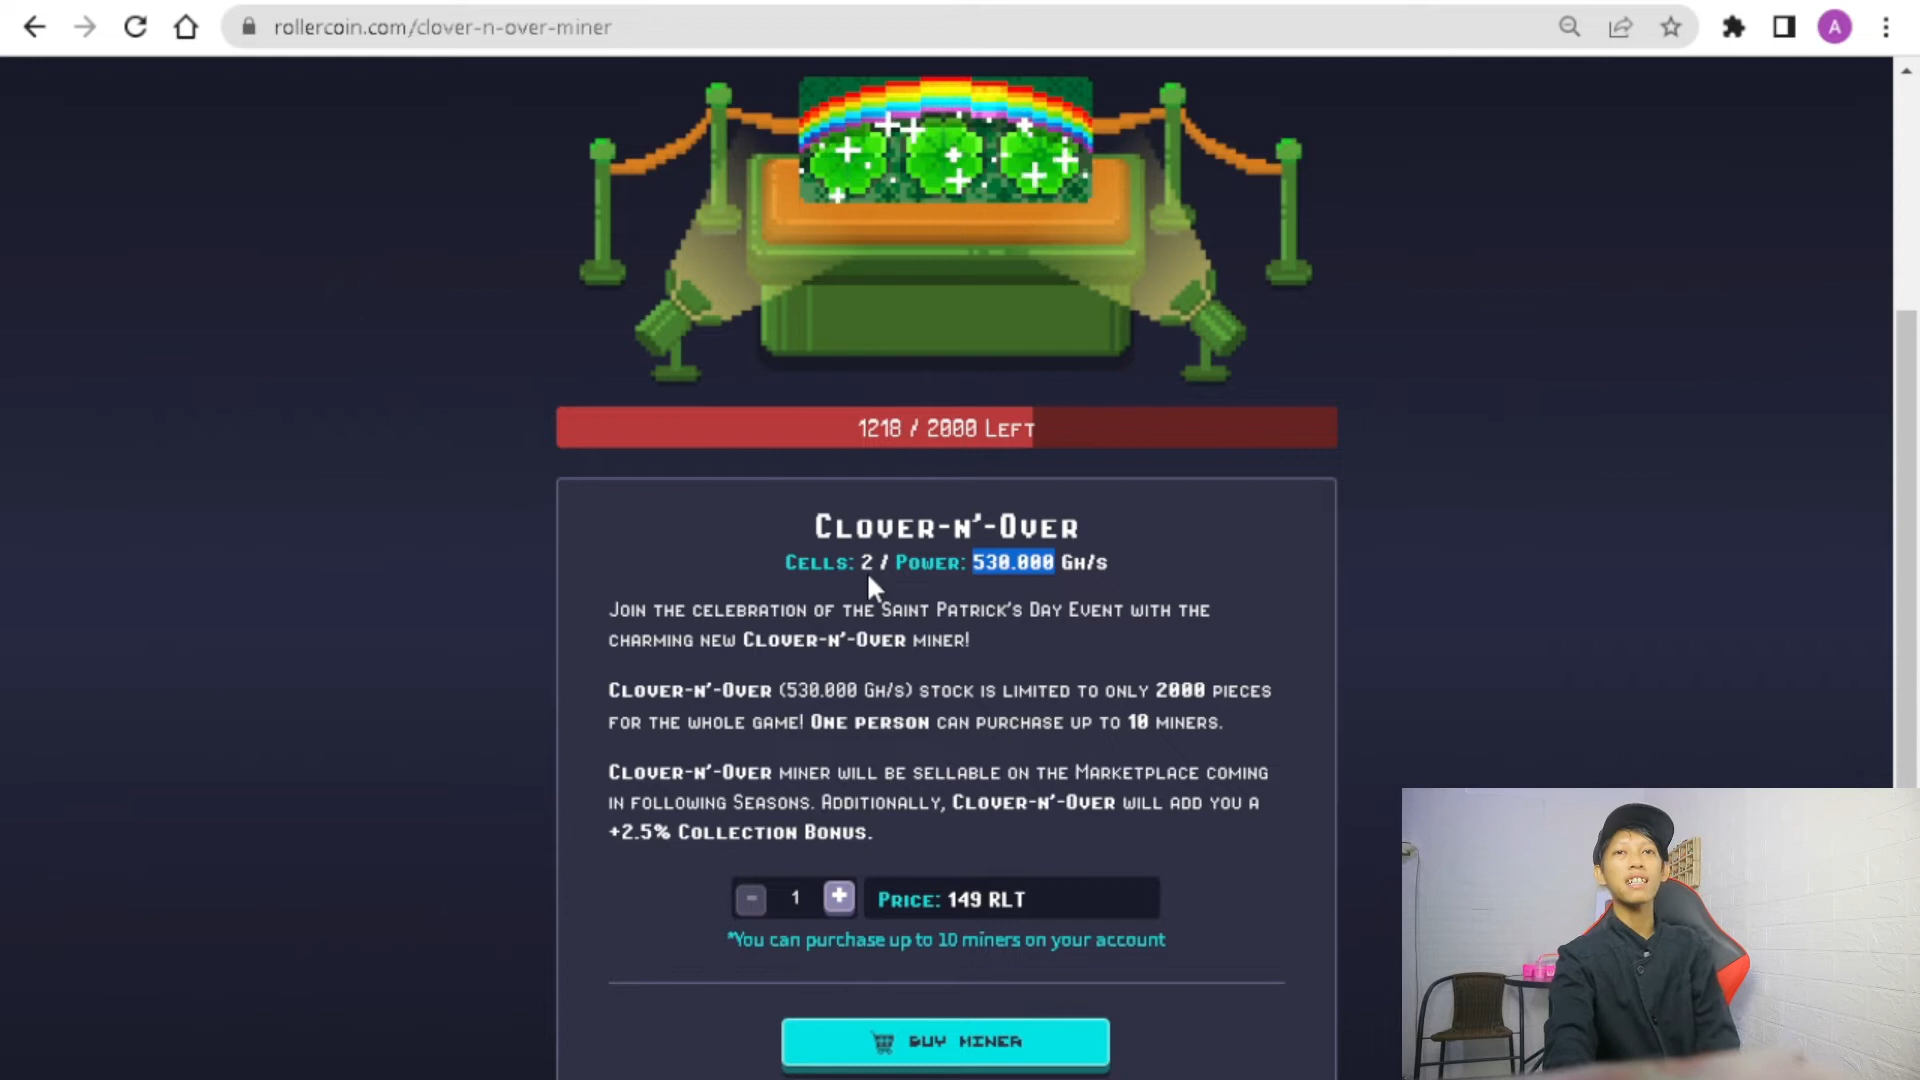 rollercoin.com/clover-n-over-miner
A
1218 / 2000 Left
Clover-n'-Over
Cells: 2 / Power: 530.000 Gh/s
Join the celebration of the Saint Patrick's Day Event with the
charming new Clover-n'-Over miner!
Clover-n'-Over (530.000 Gh/s) stock is limited to only 2000 pieces
for the whole game! One person can purchase up to 10 miners.
Clover-n'-Over miner will be sellable on the Marketplace coming
in following Seasons. Additionally, Clover-n'-Over will add you a
+2.5% Collection Bonus.
- 1 + Price: 149 RLT
*You can purchase up to 10 miners on your account
BUY MINER